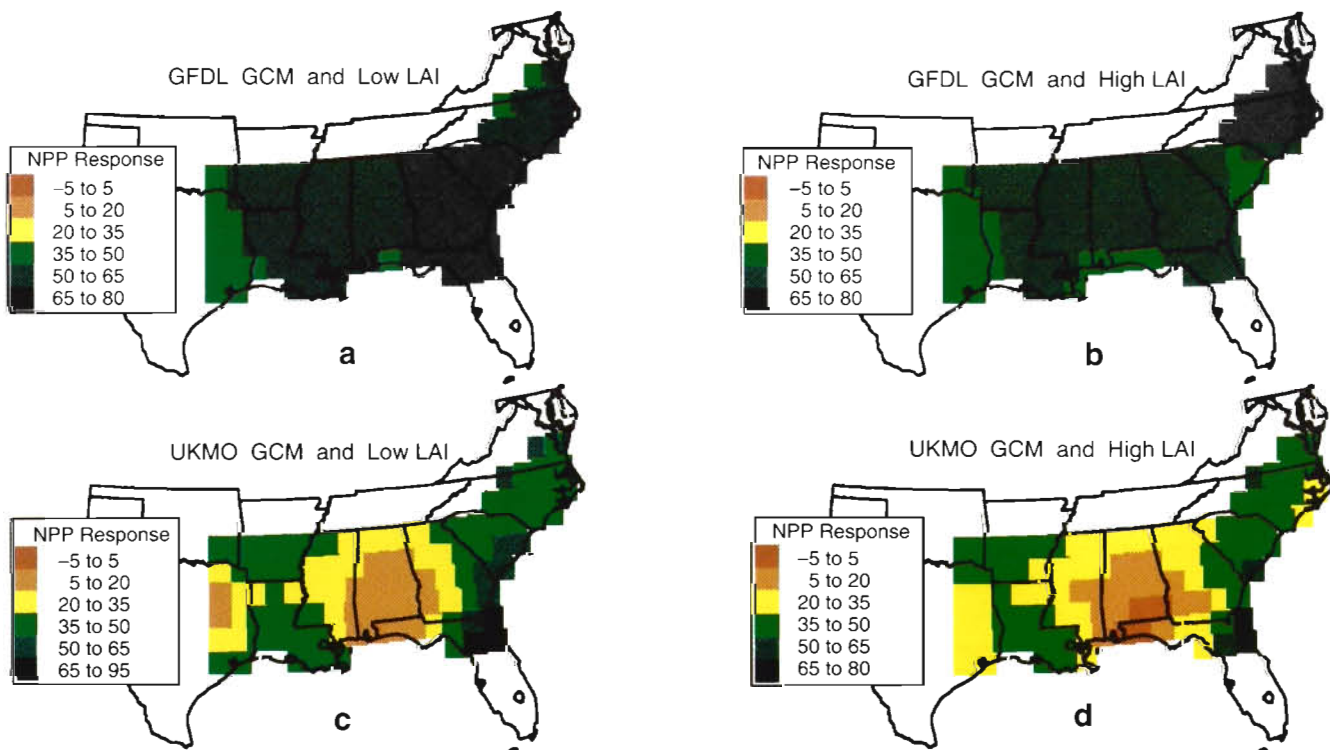 GFDL GCM and Low LAI
NPP Response
–5 to 5
5 to 20
20 to 35
35 to 50
50 to 65
65 to 80
a
GFDL GCM and High LAI
NPP Response
–5 to 5
5 to 20
20 to 35
35 to 50
50 to 65
65 to 80
b
UKMO GCM and Low LAI
NPP Response
–5 to 5
5 to 20
20 to 35
35 to 50
50 to 65
65 to 95
c
UKMO GCM and High LAI
NPP Response
–5 to 5
5 to 20
20 to 35
35 to 50
50 to 65
65 to 80
d